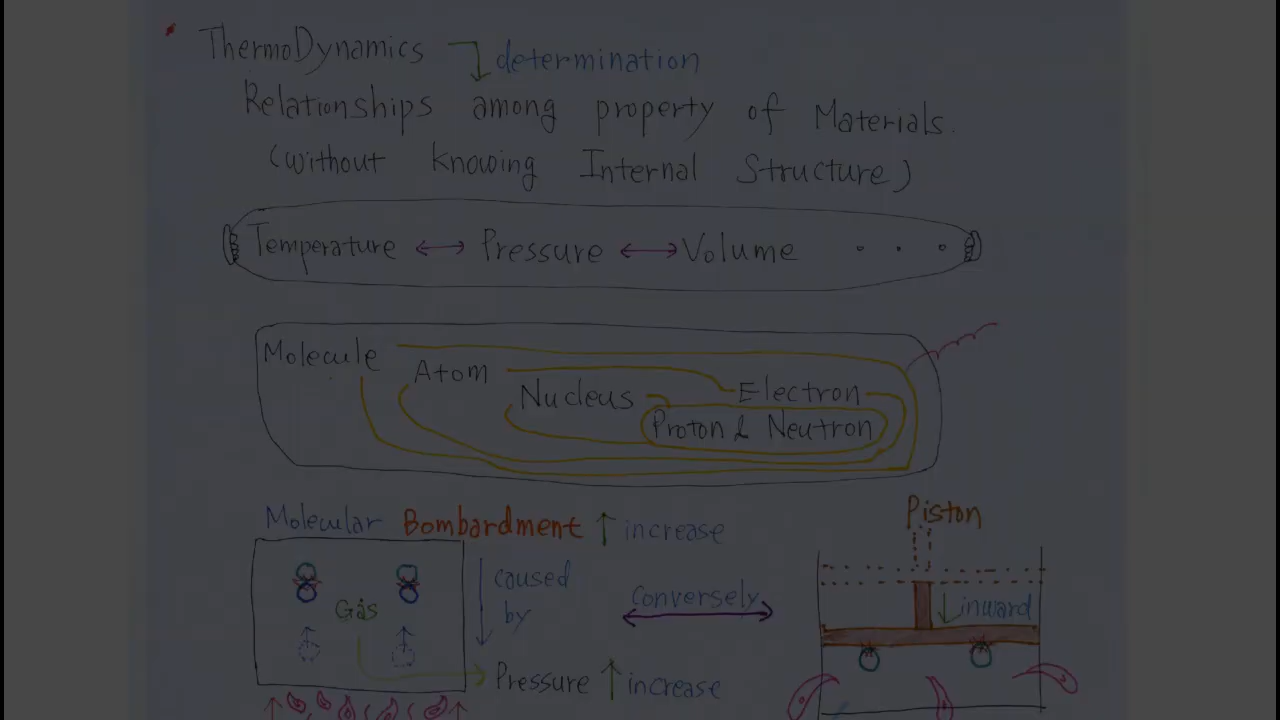 ThermoDynamics determination
Relationships among property of Materials.
(without knowing Internal Structure)
Temperature ↔ Pressure ↔ Volume
Molecule
Atom
Nucleus Electron
Proton & Neutron
Molecular Bombardment ↑ increase
Piston
Gas
caused
by
Pressure ↑ increase
Conversely
↓ inward